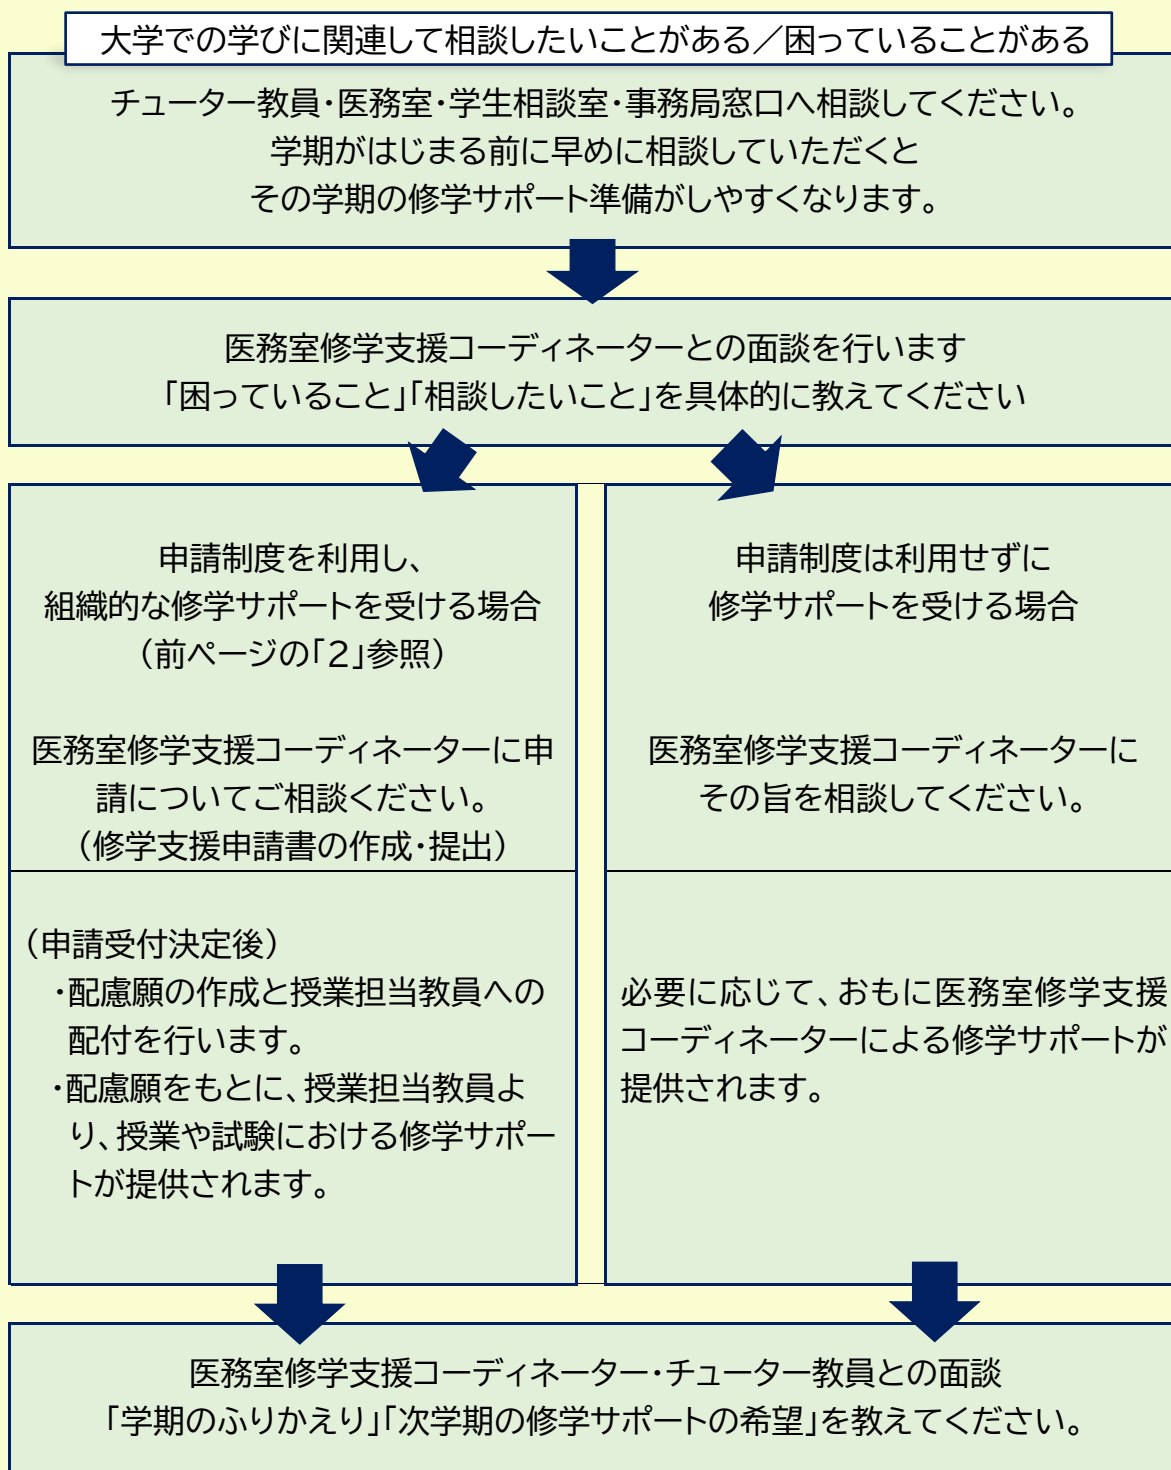 大学での学びに関連して相談したいことがある／困っていることがある
チューター教員・医務室・学生相談室・事務局窓口へ相談してください。
学期がはじまる前に早めに相談していただくと
その学期の修学サポート準備がしやすくなります。
医務室修学支援コーディネーターとの面談を行います
「困っていること」「相談したいこと」を具体的に教えてください
申請制度を利用し、
組織的な修学サポートを受ける場合
（前ページの「2」参照）
医務室修学支援コーディネーターに申
請についてご相談ください。
（修学支援申請書の作成・提出）
（申請受付決定後）
・配慮願の作成と授業担当教員への
配付を行います。
・配慮願をもとに、授業担当教員よ
り、授業や試験における修学サポー
トが提供されます。
申請制度は利用せずに
修学サポートを受ける場合
医務室修学支援コーディネーターに
その旨を相談してください。
必要に応じて、おもに医務室修学支援
コーディネーターによる修学サポートが
提供されます。
医務室修学支援コーディネーター・チューター教員との面談
「学期のふりかえり」「次学期の修学サポートの希望」を教えてください。